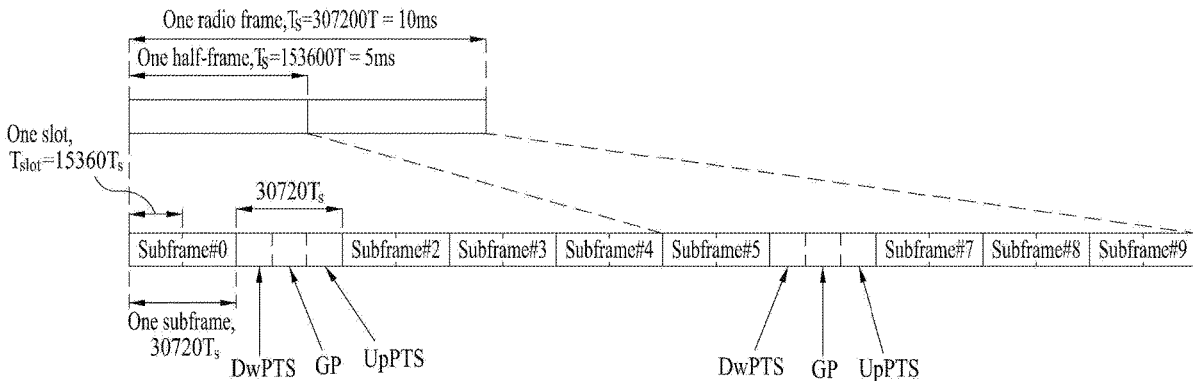 One radio frame,Ts=307200T = 10ms
One half-frame,Ts=153600T = 5ms
One slot,
Tslot=15360Ts
30720Ts
Subframe#0 Subframe#2 Subframe#3 Subframe#4 Subframe#5 Subframe#7 Subframe#8 Subframe#9
One subframe,
30720Ts
DwPTS GP UpPTS DwPTS GP UpPTS